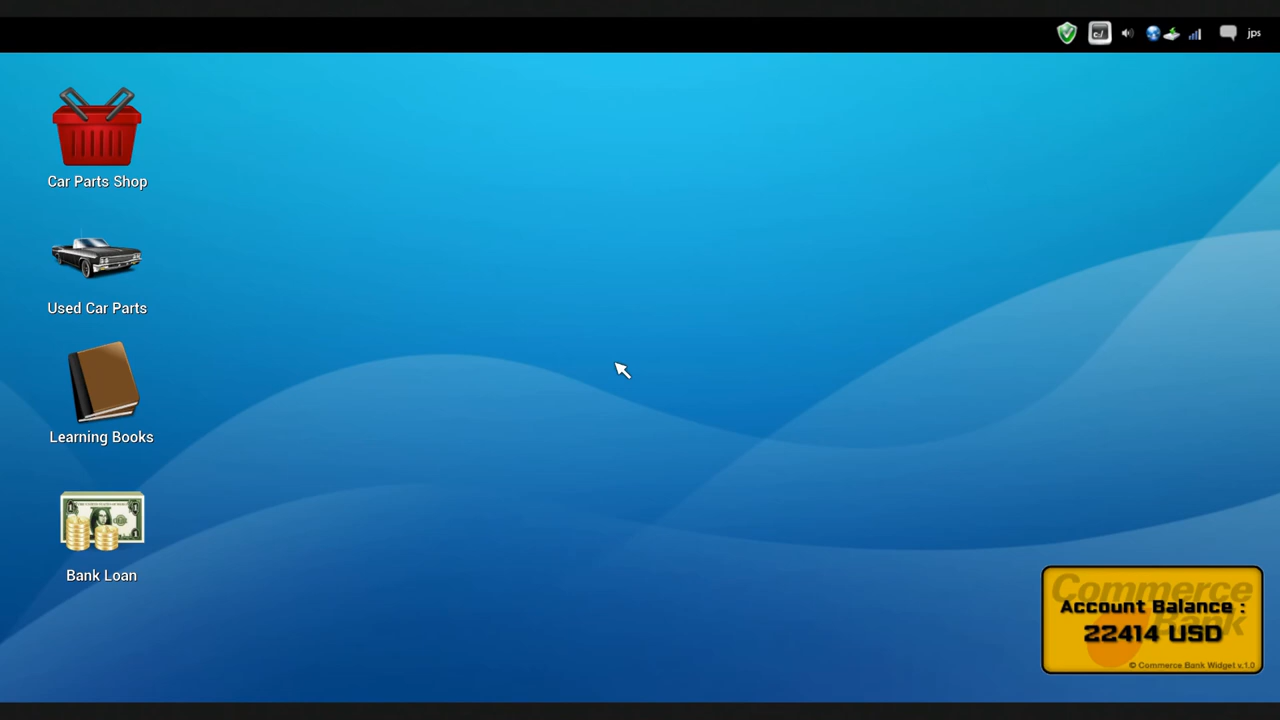 c:/
jps
Car Parts Shop
Used Car Parts
Learning Books
Bank Loan
Commerce
Bank
Account Balance :
22414 USD
© Commerce Bank Widget v.1.0